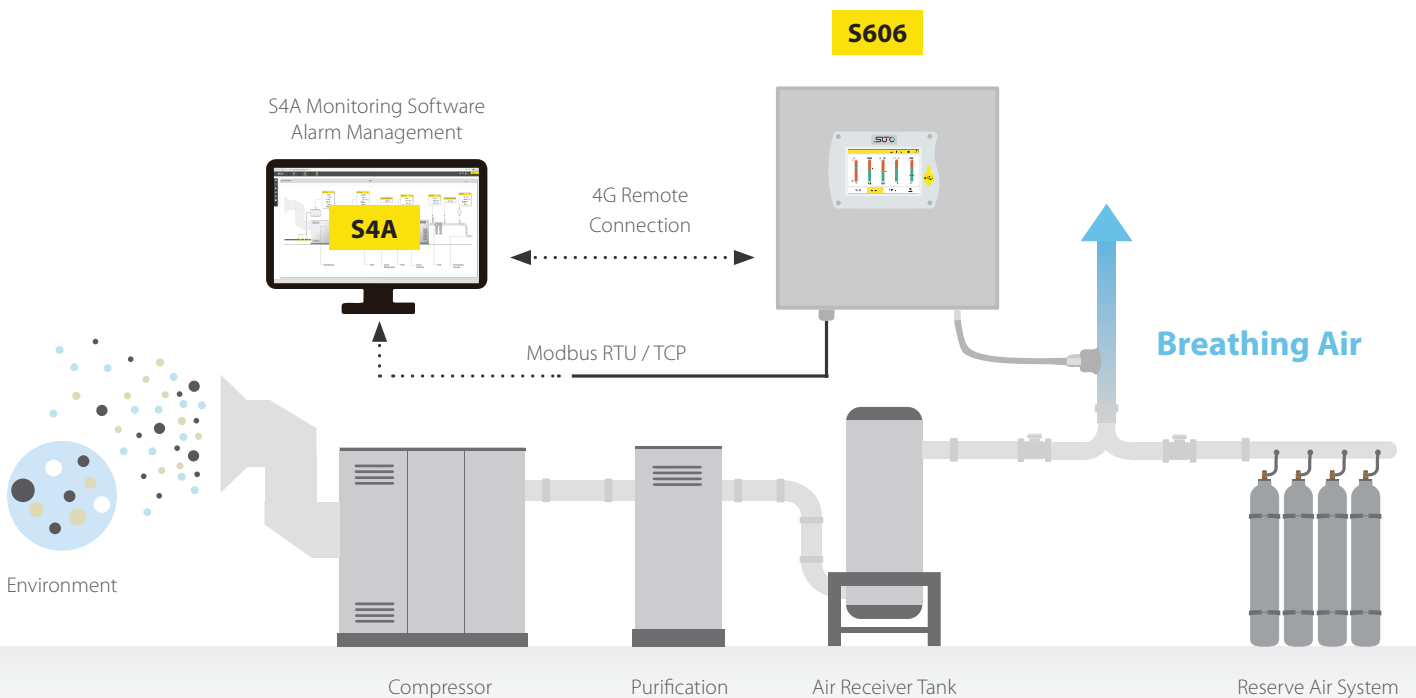 S606
S4A Monitoring Software
Alarm Management
SUTO
S4A
4G Remote
Connection
Modbus RTU / TCP
Breathing Air
Environment
Compressor
Purification
Air Receiver Tank
Reserve Air System